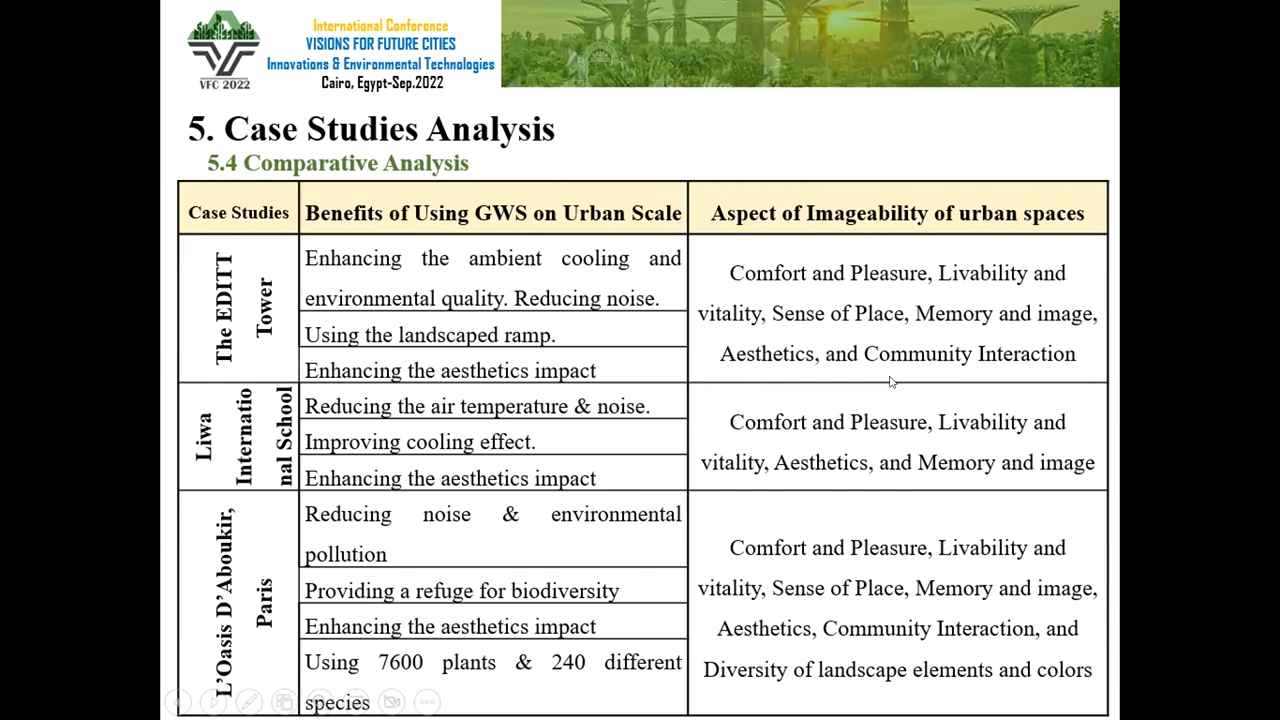 International Conference
VISIONS FOR FUTURE CITIES
Innovations & Environmental Technologies
VFC 2022
Cairo, Egypt-Sep.2022
5. Case Studies Analysis
5.4 Comparative Analysis
Case Studies
Benefits of Using GWS on Urban Scale
Aspect of Imageability of urban spaces
The EDITT
Tower
Enhancing the ambient cooling and
environmental quality. Reducing noise.
Using the landscaped ramp.
Enhancing the aesthetics impact
Comfort and Pleasure, Livability and
vitality, Sense of Place, Memory and image,
Aesthetics, and Community Interaction
Liwa
Internatio
nal School
Reducing the air temperature & noise.
Improving cooling effect.
Enhancing the aesthetics impact
Comfort and Pleasure, Livability and
vitality, Aesthetics, and Memory and image
L’Oasis D’Aboukir,
Paris
Reducing noise & environmental
pollution
Providing a refuge for biodiversity
Enhancing the aesthetics impact
Using 7600 plants & 240 different
species
Comfort and Pleasure, Livability and
vitality, Sense of Place, Memory and image,
Aesthetics, Community Interaction, and
Diversity of landscape elements and colors